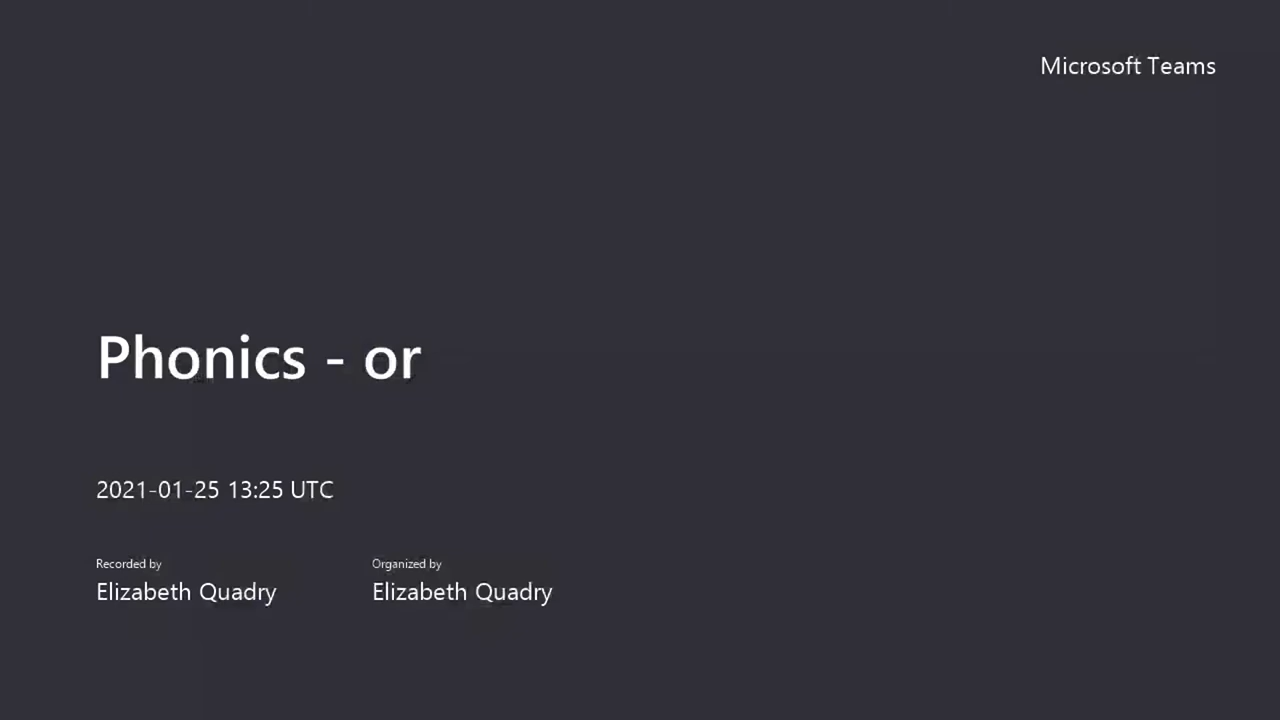 Microsoft Teams
Phonics - or
2021-01-25 13:25 UTC
Recorded by
Elizabeth Quadry
Organized by
Elizabeth Quadry